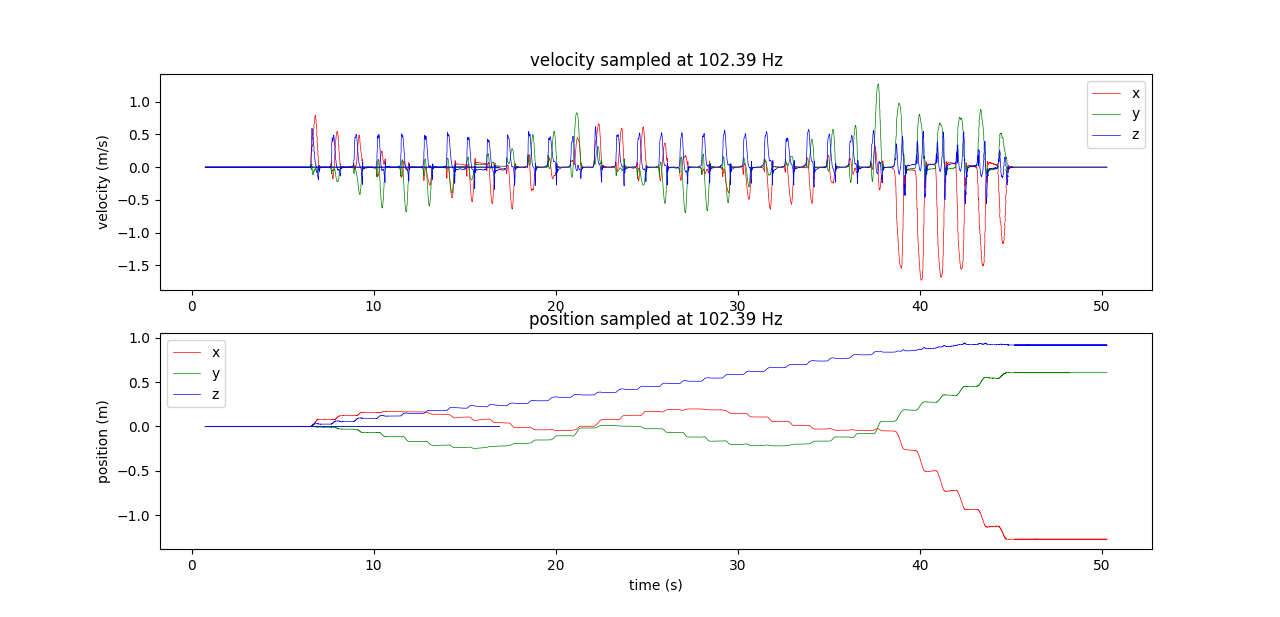 velocity sampled at 102.39 Hz
velocity (m/s)
1.0
0.5
0.0
−0.5
−1.0
−1.5
x
y
z
0 10 20 30 40 50
position sampled at 102.39 Hz
position (m)
1.0
0.5
0.0
−0.5
−1.0
x
y
z
0 10 20 30 40 50
time (s)